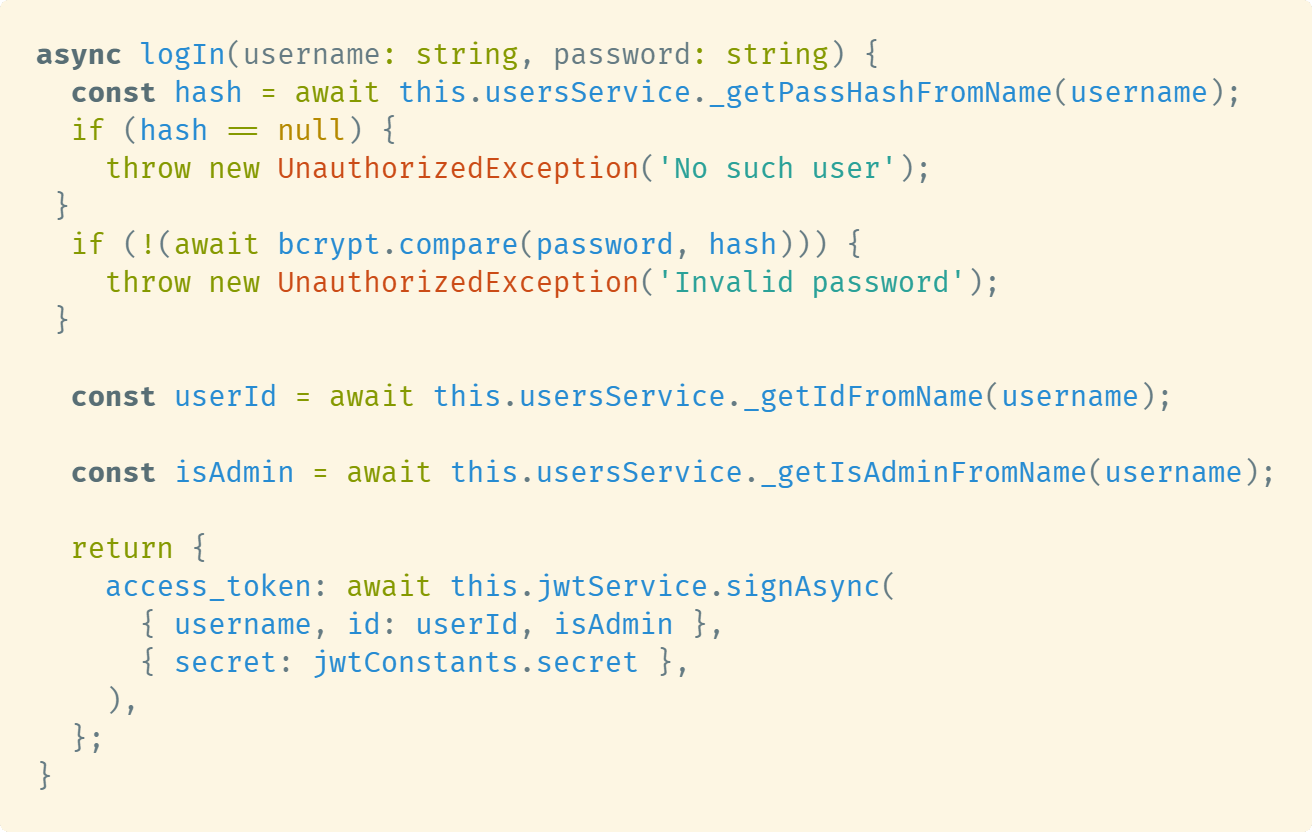 async logIn(username: string, password: string) {
  const hash = await this.usersService._getPassHashFromName(username);
  if (hash == null) {
    throw new UnauthorizedException('No such user');
 }
  if (!(await bcrypt.compare(password, hash))) {
    throw new UnauthorizedException('Invalid password');
 }

  const userId = await this.usersService._getIdFromName(username);

  const isAdmin = await this.usersService._getIsAdminFromName(username);

  return {
    access_token: await this.jwtService.signAsync(
      { username, id: userId, isAdmin },
      { secret: jwtConstants.secret },
    ),
  };
}